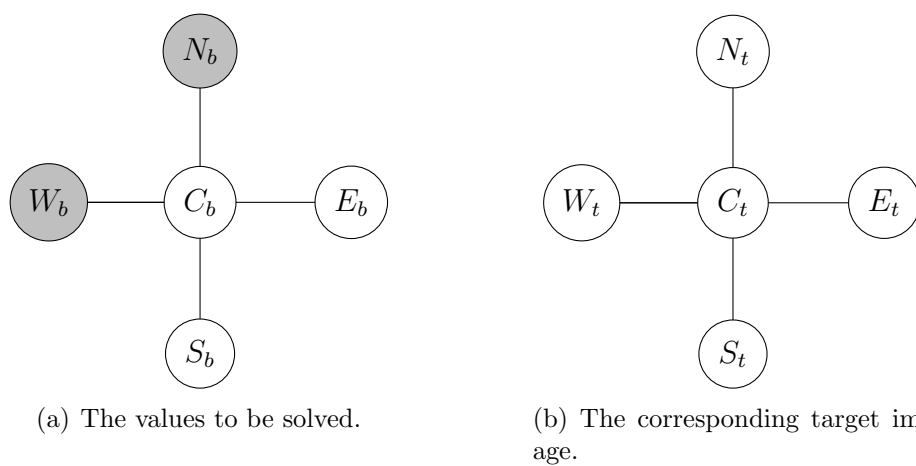 N_b
N_t
W_b C_b E_b
W_t C_t E_t
S_b
S_t
(a) The values to be solved.
(b) The corresponding target im
age.